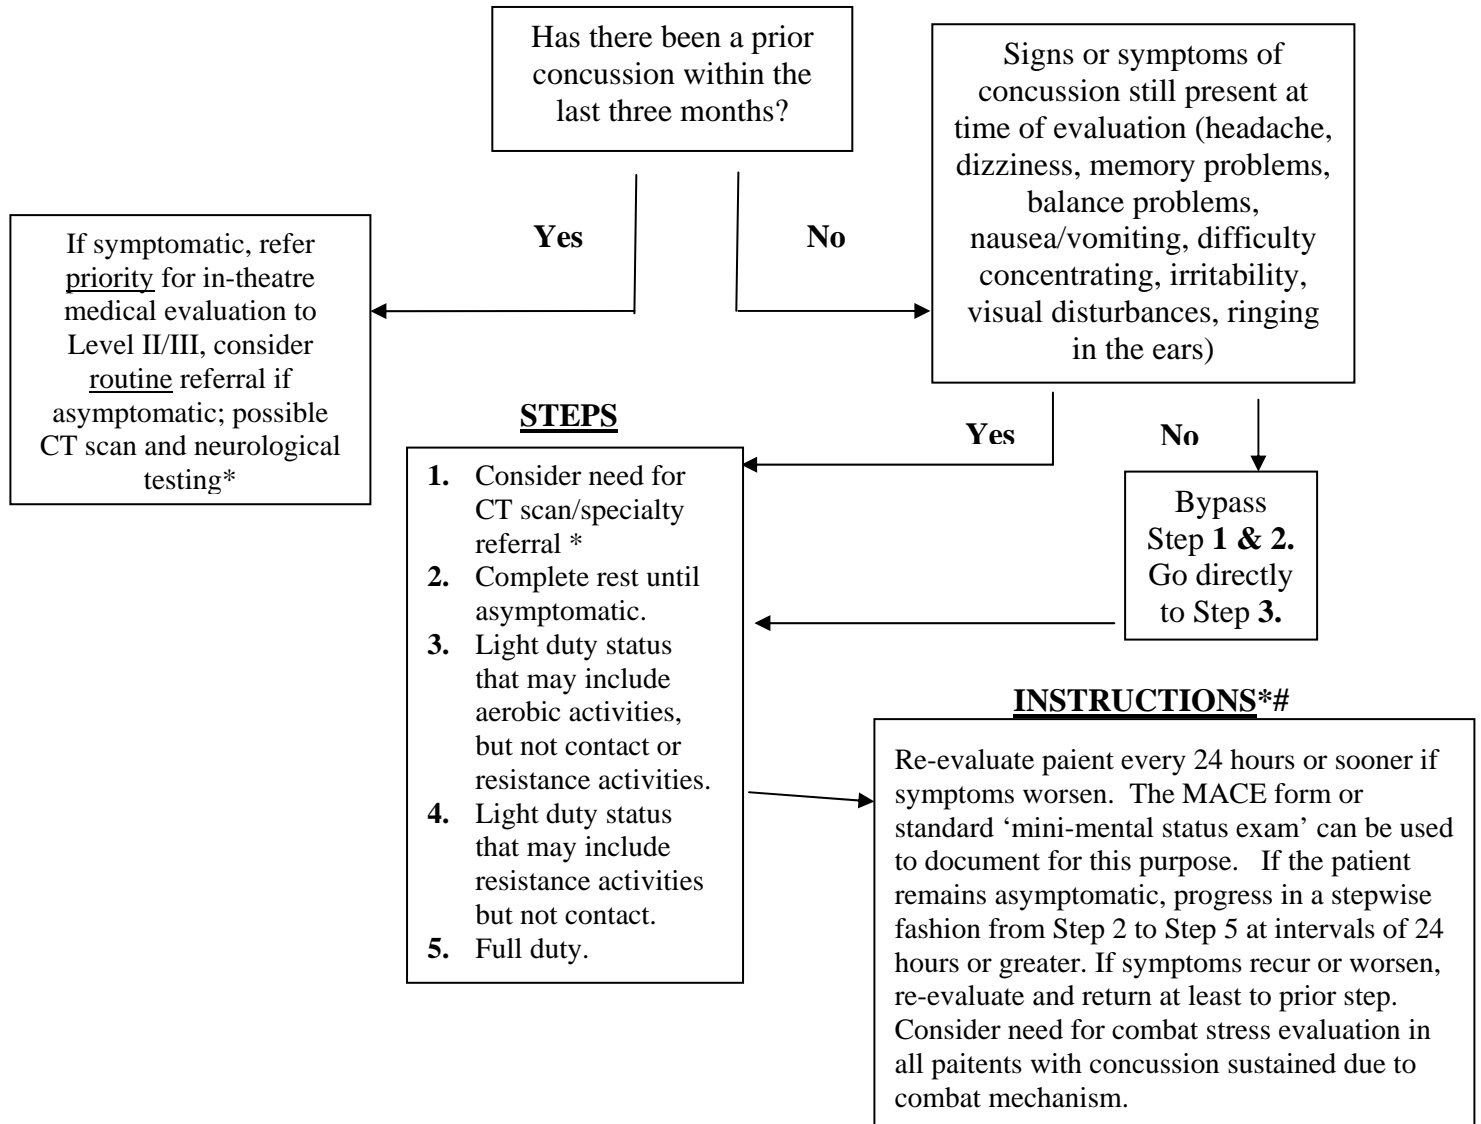 Has there been a prior
concussion within the
last three months?
Signs or symptoms of
concussion still present at
time of evaluation (headache,
dizziness, memory problems,
balance problems,
nausea/vomiting, difficulty
concentrating, irritability,
visual disturbances, ringing
in the ears)
Yes
No
If symptomatic, refer
priority for in-theatre
medical evaluation to
Level II/III, consider
routine referral if
asymptomatic; possible
CT scan and neurological
testing*
Yes
No
STEPS
1. Consider need for
CT scan/specialty
referral *
2. Complete rest until
asymptomatic.
3. Light duty status
that may include
aerobic activities,
but not contact or
resistance activities.
4. Light duty status
that may include
resistance activities
but not contact.
5. Full duty.
Bypass
Step 1 & 2.
Go directly
to Step 3.
INSTRUCTIONS*#
Re-evaluate paient every 24 hours or sooner if
symptoms worsen. The MACE form or
standard ‘mini-mental status exam’ can be used
to document for this purpose. If the patient
remains asymptomatic, progress in a stepwise
fashion from Step 2 to Step 5 at intervals of 24
hours or greater. If symptoms recur or worsen,
re-evaluate and return at least to prior step.
Consider need for combat stress evaluation in
all paitents with concussion sustained due to
combat mechanism.